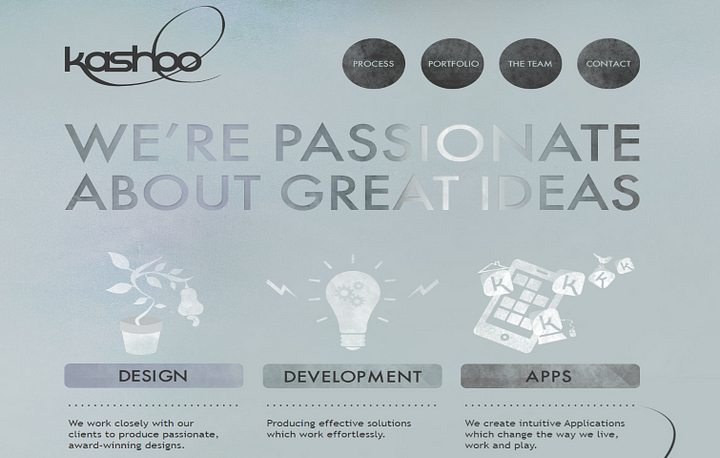 kashoo
PROCESS
PORTFOLIO
THE TEAM
CONTACT
WE'RE PASSIONATE
ABOUT GREAT IDEAS
K
K
K
K
K
DESIGN
DEVELOPMENT
APPS
We work closely with our
clients to produce passionate,
award-winning designs.
Producing effective solutions
which work effortlessly.
We create intuitive Applications
which change the way we live,
work and play.